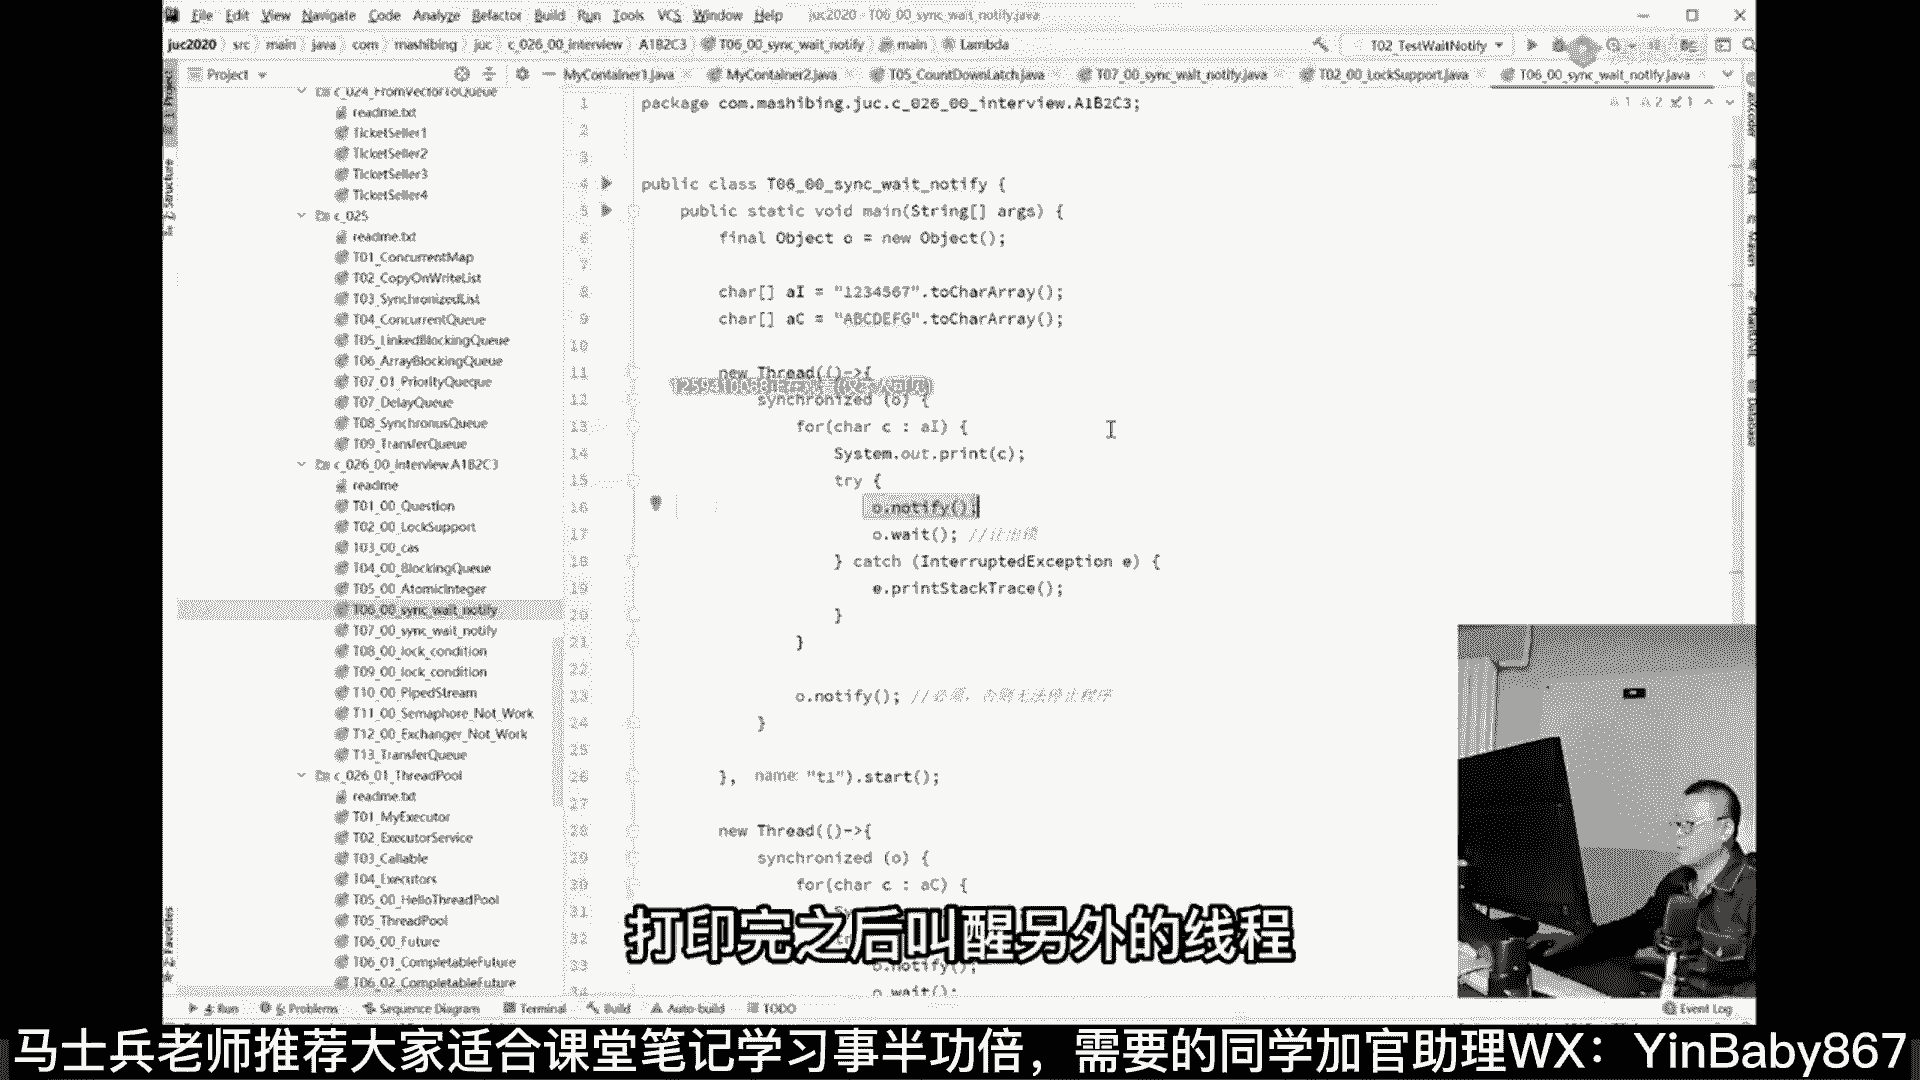 File Edit View Navigate Code Analyze Refactor Build Run Tools VCS Window Help juc2020 - T06_00_sync_wait_notify.java
juc2020 src main java com mashibing juc c_026_00_interview A1B2C3 T06_00_sync_wait_notify main Lambda T02_TestWaitNotify
Project MyContainer1.java MyContainer2.java T05_CountDownLatch.java T07_00_sync_wait_notify.java T02_00_LockSupport.java T06_00_sync_wait_notify.java
c_024_FromVectorToQueue
readme.txt
TicketSeller1
TicketSeller2
TicketSeller3
TicketSeller4
c_025
readme.txt
T01_ConcurrentMap
T02_CopyOnWriteList
T03_SynchronizedList
T04_ConcurrentQueue
T05_LinkedBlockingQueue
T06_ArrayBlockingQueue
T07_01_PriorityQueque
T07_DelayQueue
T08_SynchronusQueue
T09_TransferQueue
c_026_00_interview.A1B2C3
readme
T01_00_Question
T02_00_LockSupport
T03_00_cas
T04_00_BlockingQueue
T05_00_AtomicInteger
T06_00_sync_wait_notify
T07_00_sync_wait_notify
T08_00_lock_condition
T09_00_lock_condition
T10_00_PipedStream
T11_00_Semaphore_Not_Work
T12_00_Exchanger_Not_Work
T13_TransferQueue
c_026_01_ThreadPool
readme.txt
T01_MyExecutor
T02_ExecutorService
T03_Callable
T04_Executors
T05_00_HelloThreadPool
T05_ThreadPool
T06_00_Future
T06_01_CompletableFuture
T06_02_CompletableFuture
1 package com.mashibing.juc.c_026_00_interview.A1B2C3;
2
3
4 public class T06_00_sync_wait_notify {
5 public static void main(String[] args) {
6 final Object o = new Object();
7
8 char[] aI = "1234567".toCharArray();
9 char[] aC = "ABCDEFG".toCharArray();
10
11 new Thread(()->{
12 synchronized (o) {
13 for(char c : aI) {
14 System.out.print(c);
15 try {
16 o.notify();
17 o.wait(); //让出锁
18 } catch (InterruptedException e) {
19 e.printStackTrace();
20 }
21 }
22
23 o.notify(); //必须，否则无法停止程序
24 }
25
26 }, name: "t1").start();
27
28 new Thread(()->{
29 synchronized (o) {
30 for(char c : aC) {
31
32
33 o.notify();
34 o.wait();
打印完之后叫醒另外的线程
4: Run 6: Problems Sequence Diagram Terminal Build Auto-build TODO Event Log
马士兵老师推荐大家适合课堂笔记学习事半功倍，需要的同学加官助理WX：YinBaby867